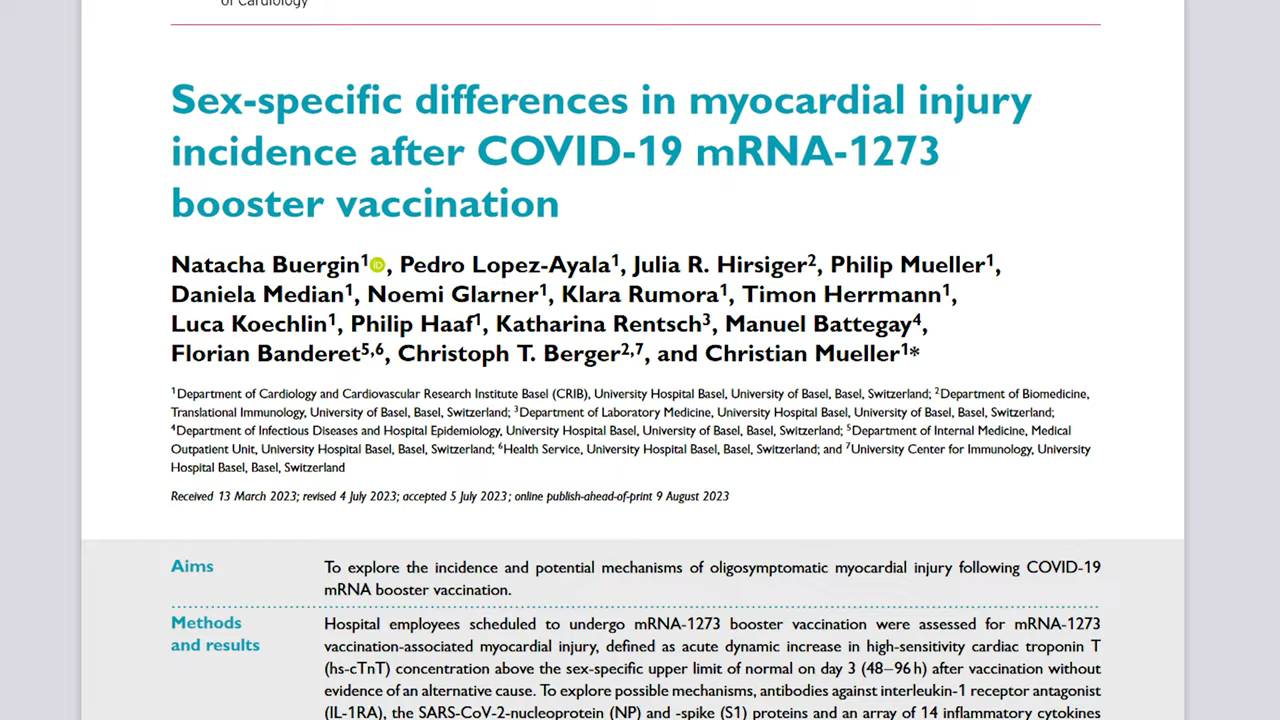 of Cardiology
Sex-specific differences in myocardial injury
incidence after COVID-19 mRNA-1273
booster vaccination
Natacha Buergin¹ iD, Pedro Lopez-Ayala¹, Julia R. Hirsiger², Philip Mueller¹,
Daniela Median¹, Noemi Glarner¹, Klara Rumora¹, Timon Herrmann¹,
Luca Koechlin¹, Philip Haaf¹, Katharina Rentsch³, Manuel Battegay⁴,
Florian Banderet⁵,⁶, Christoph T. Berger²,⁷, and Christian Mueller¹*
¹Department of Cardiology and Cardiovascular Research Institute Basel (CRIB), University Hospital Basel, University of Basel, Basel, Switzerland; ²Department of Biomedicine,
Translational Immunology, University of Basel, Basel, Switzerland; ³Department of Laboratory Medicine, University Hospital Basel, University of Basel, Basel, Switzerland;
⁴Department of Infectious Diseases and Hospital Epidemiology, University Hospital Basel, University of Basel, Basel, Switzerland; ⁵Department of Internal Medicine, Medical
Outpatient Unit, University Hospital Basel, Basel, Switzerland; ⁶Health Service, University Hospital Basel, Basel, Switzerland; and ⁷University Center for Immunology, University
Hospital Basel, Basel, Switzerland
Received 13 March 2023; revised 4 July 2023; accepted 5 July 2023; online publish-ahead-of-print 9 August 2023
Aims
To explore the incidence and potential mechanisms of oligosymptomatic myocardial injury following COVID-19
mRNA booster vaccination.
Methods
and results
Hospital employees scheduled to undergo mRNA-1273 booster vaccination were assessed for mRNA-1273
vaccination-associated myocardial injury, defined as acute dynamic increase in high-sensitivity cardiac troponin T
(hs-cTnT) concentration above the sex-specific upper limit of normal on day 3 (48–96 h) after vaccination without
evidence of an alternative cause. To explore possible mechanisms, antibodies against interleukin-1 receptor antagonist
(IL-1RA), the SARS-CoV-2-nucleoprotein (NP) and -spike (S1) proteins and an array of 14 inflammatory cytokines